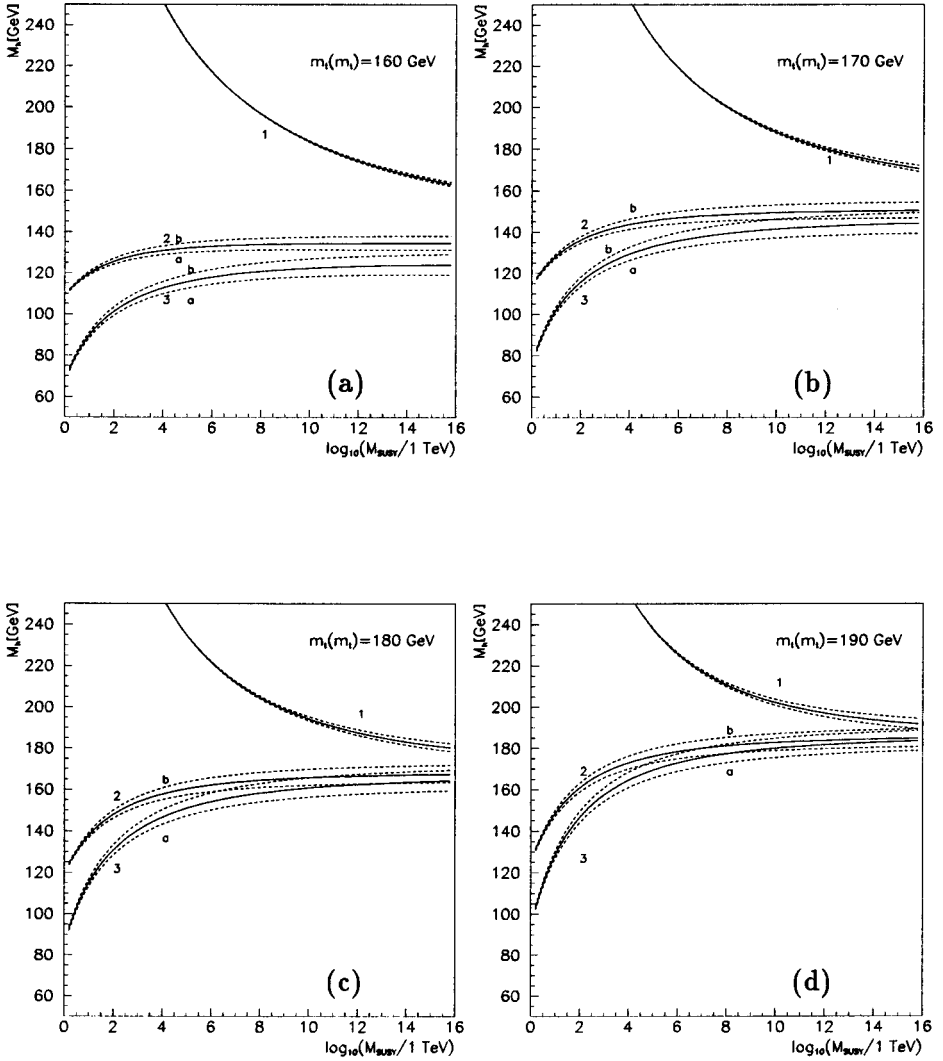 M_h[GeV]
240
220
200
180
160
140
120
100
80
60
m_t(m_t)=160 GeV
1
2 b
a
b
3 a
(a)
0 2 4 6 8 10 12 14 16
log₁₀(M_SUSY/1 TeV)
M_h[GeV]
240
220
200
180
160
140
120
100
80
60
m_t(m_t)=170 GeV
1
b
2
b
a
3
(b)
0 2 4 6 8 10 12 14 16
log₁₀(M_SUSY/1 TeV)
M_h[GeV]
240
220
200
180
160
140
120
100
80
60
m_t(m_t)=180 GeV
1
b
2
a
3
(c)
0 2 4 6 8 10 12 14 16
log₁₀(M_SUSY/1 TeV)
M_h[GeV]
240
220
200
180
160
140
120
100
80
60
m_t(m_t)=190 GeV
1
b
2
a
3
(d)
0 2 4 6 8 10 12 14 16
log₁₀(M_SUSY/1 TeV)